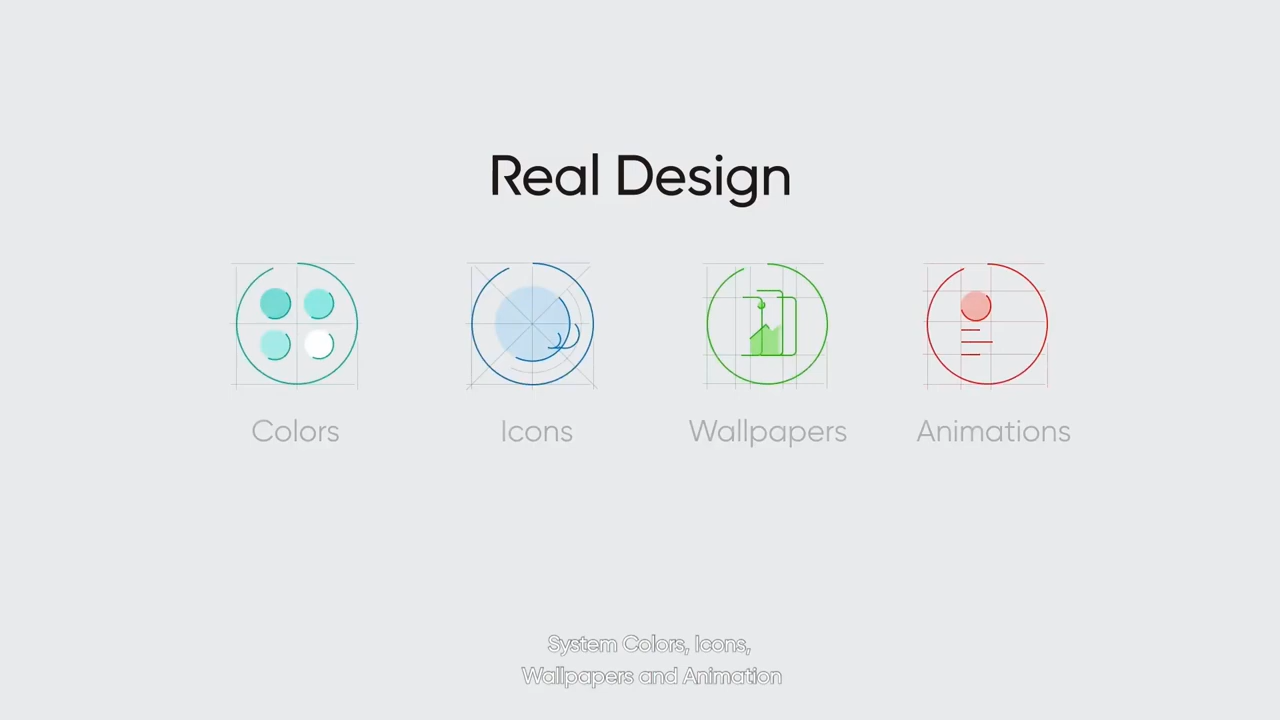 Real Design
Colors
Icons
Wallpapers
Animations
System Colors, Icons,
Wallpapers and Animation